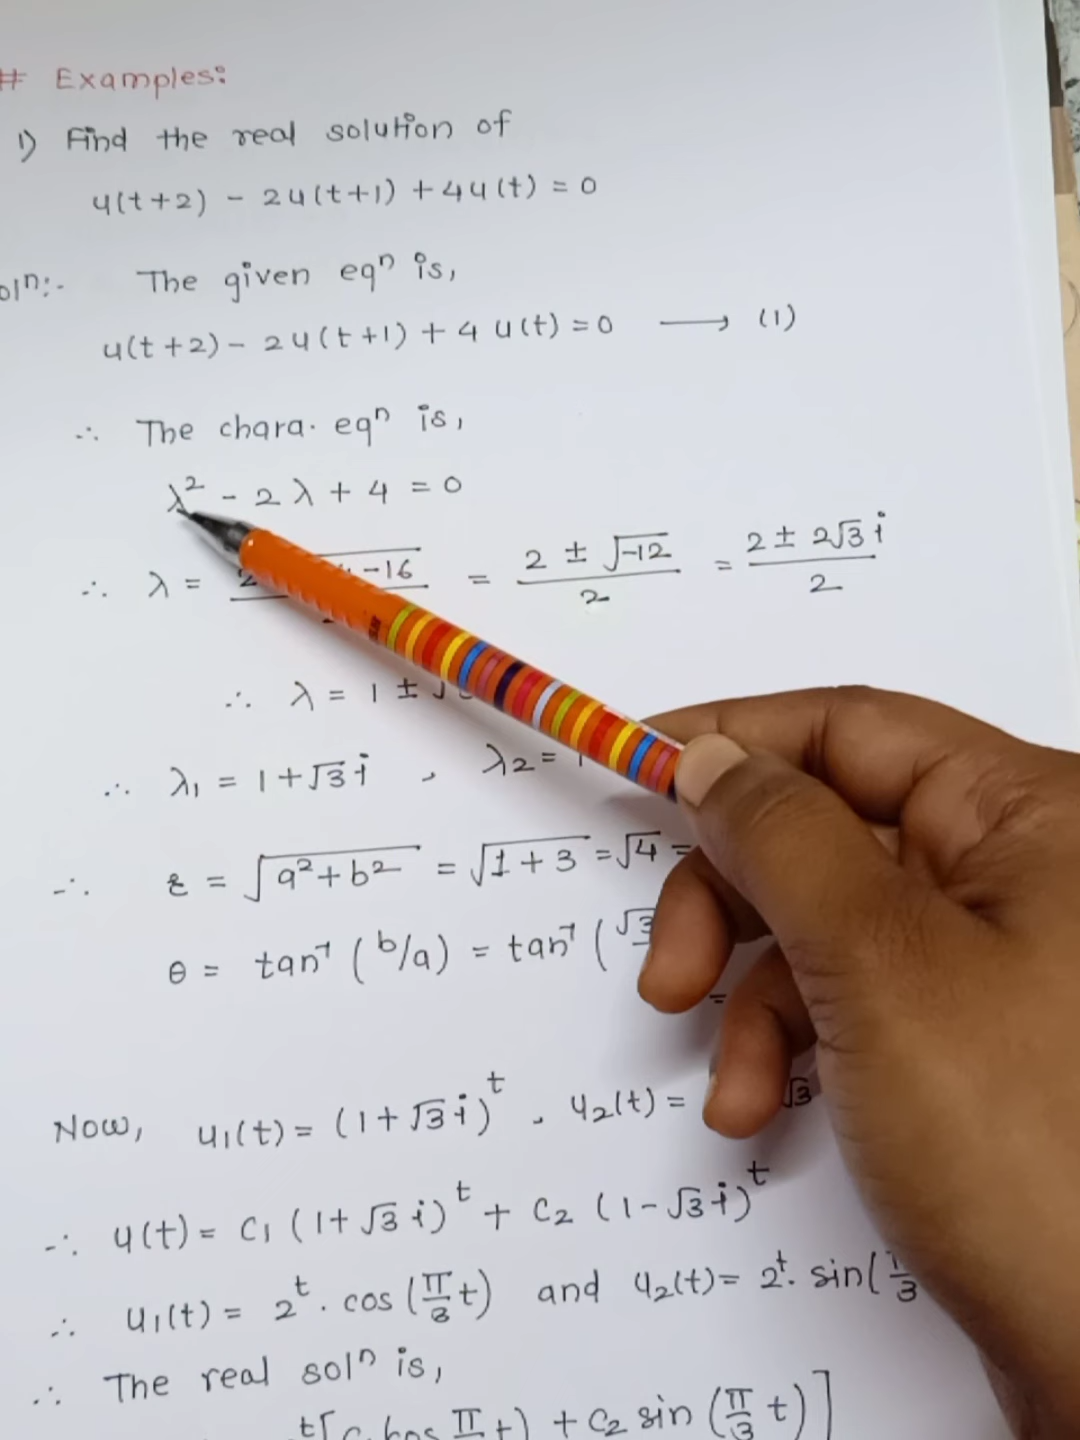 # Examples:
1) Find the real solution of
u(t+2) - 2u(t+1) + 4u(t) = 0
oln:- The given eqn is,
u(t+2) - 2u(t+1) + 4u(t) = 0 ⟶ (1)
∴ The chara. eqn is,
λ² - 2λ + 4 = 0
∴ λ = -16 = 2 ± √-12 / 2 = 2 ± 2√3 i / 2
∴ λ = 1 ±
∴ λ₁ = 1 + √3 i , λ₂ =
∴ r = √a² + b² = √1 + 3 = √4 =
θ = tan⁻¹ (b/a) = tan⁻¹ (√3
=
Now, u₁(t) = (1 + √3 i)ᵗ , u₂(t) = √3
∴ u(t) = C₁ (1 + √3 i)ᵗ + C₂ (1 - √3 i)ᵗ
∴ u₁(t) = 2ᵗ . cos (π/3 t) and u₂(t) = 2ᵗ. sin(π/3
∴ The real soln is,
t) + C₂ sin (π/3 t)]